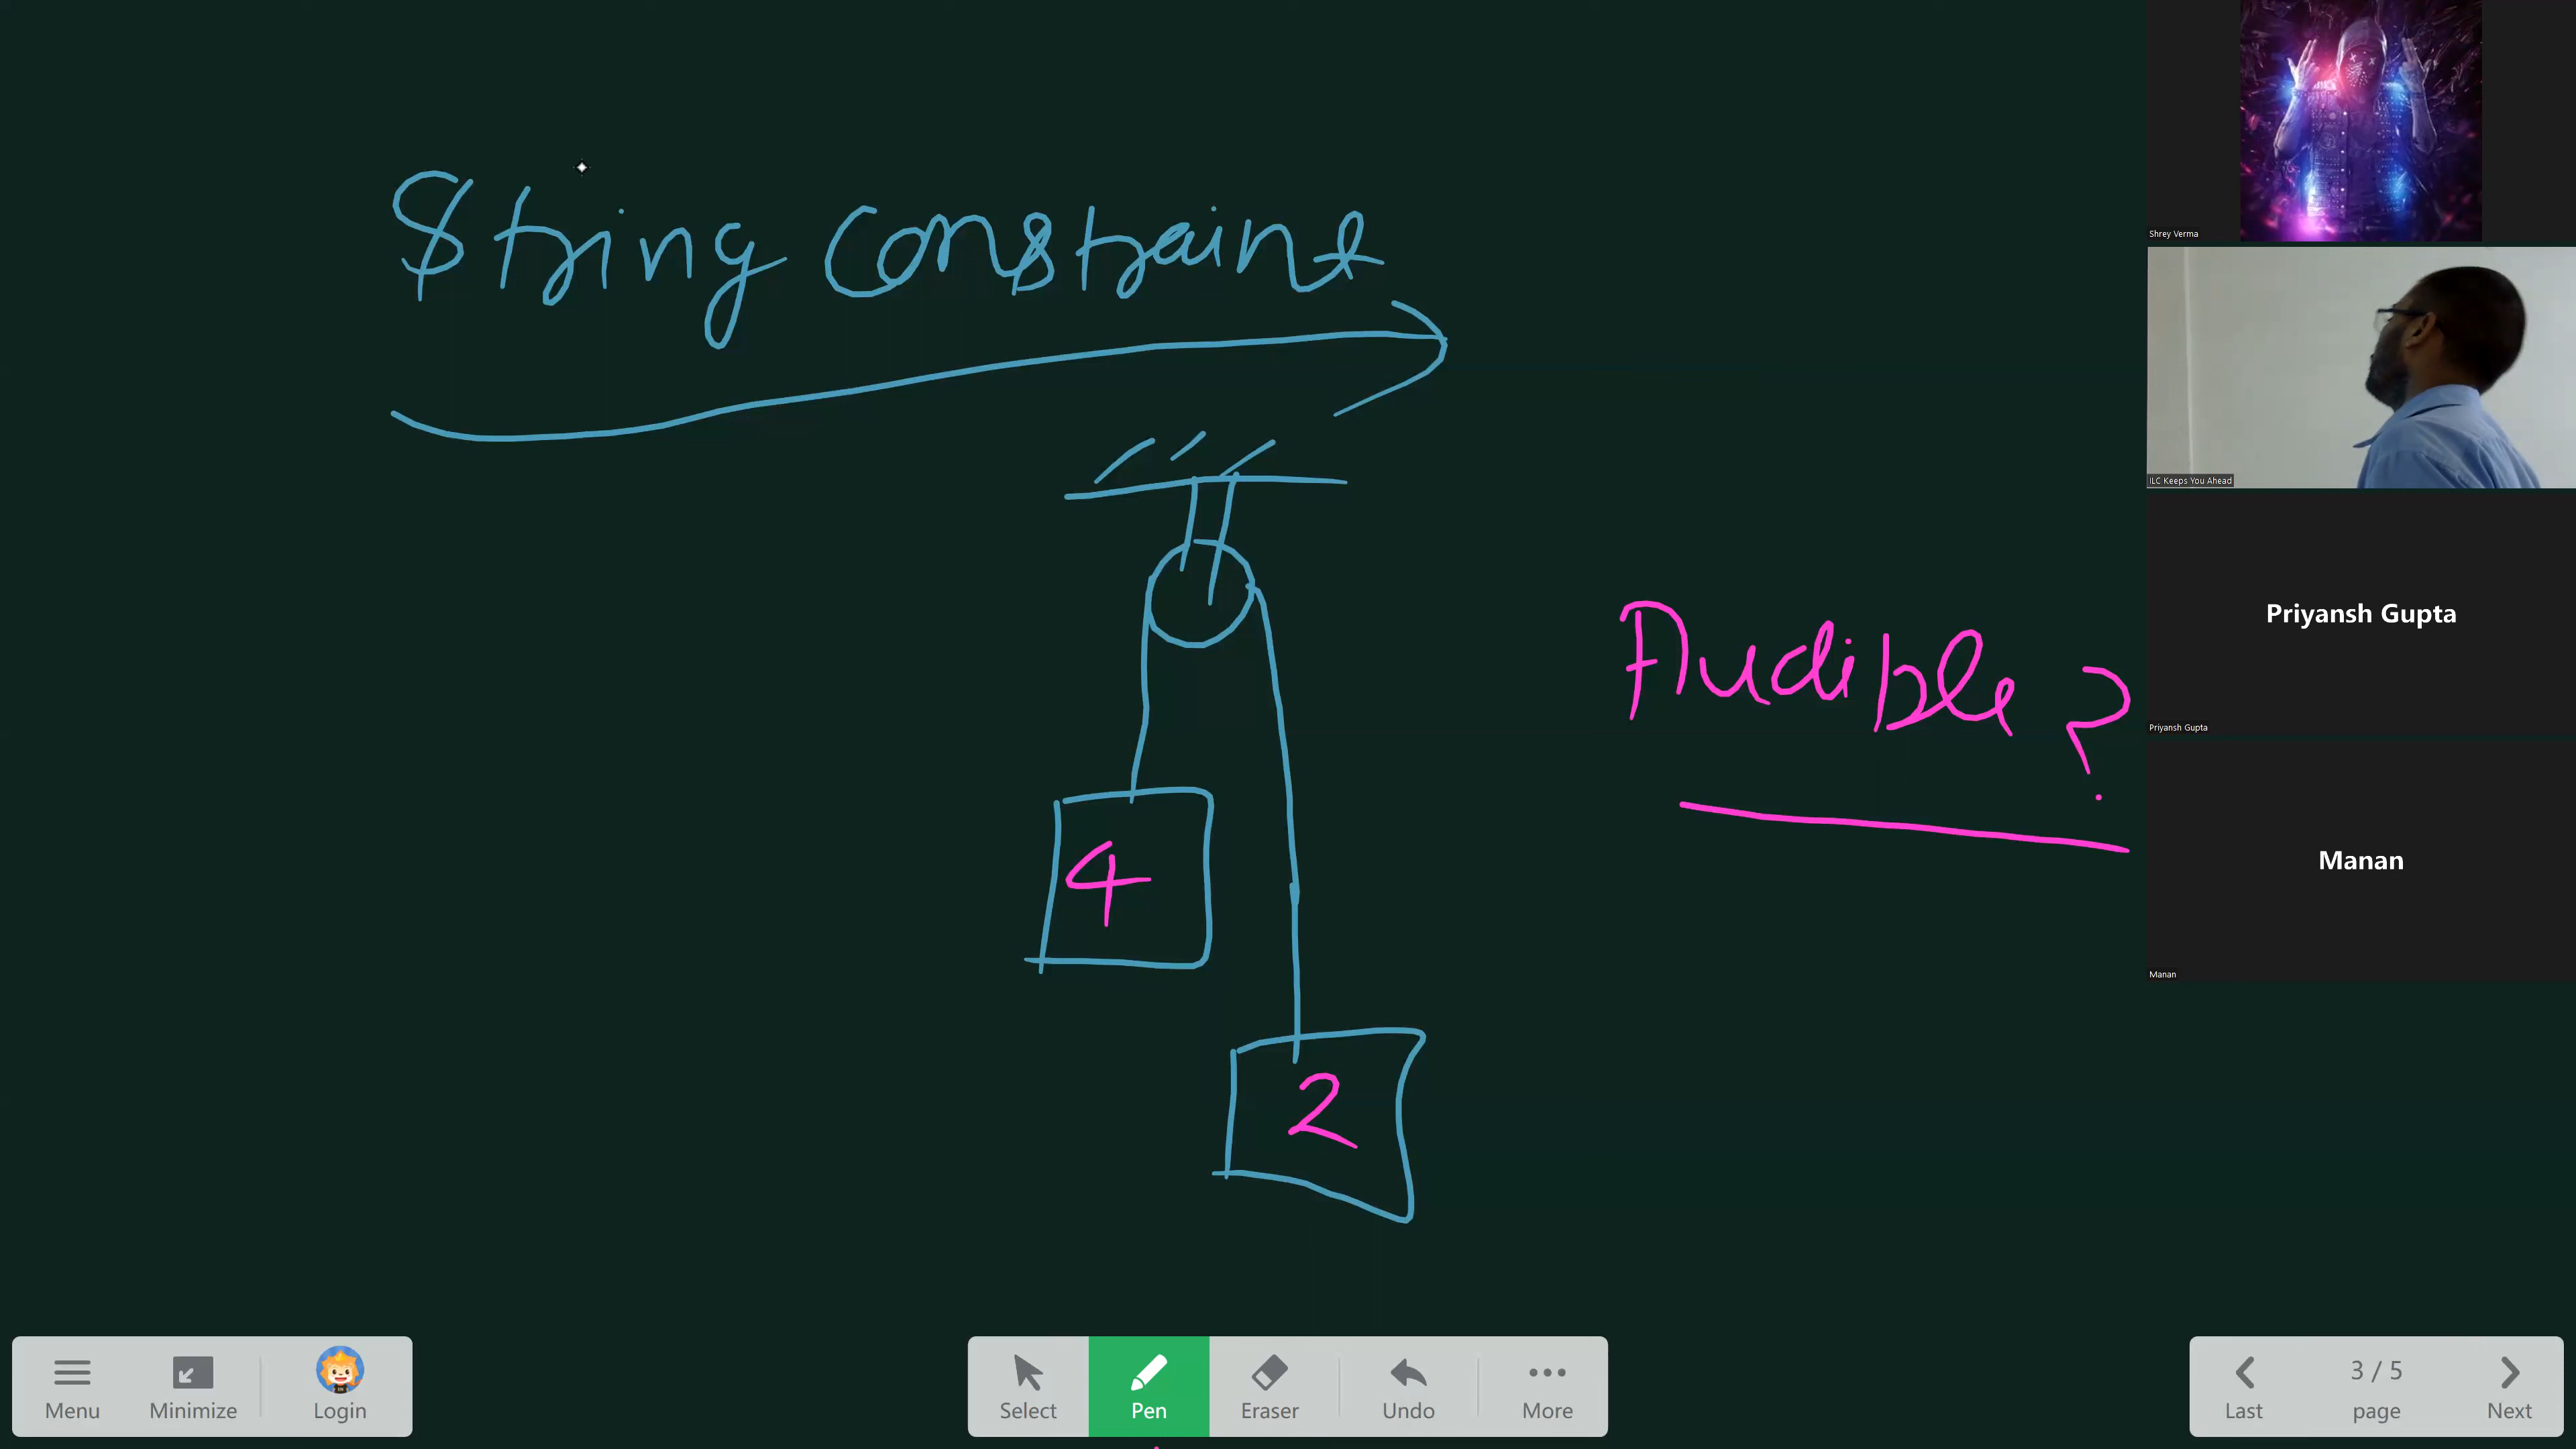 String constraint
Audible?
4
2
Shrey Verma
ILC Keeps You Ahead
Priyansh Gupta
Priyansh Gupta
Manan
Manan
Menu Minimize Login Select Pen Eraser Undo More Last 3 / 5 page Next